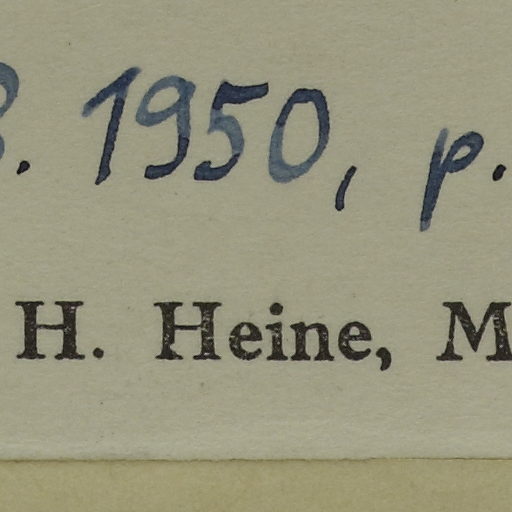 . 1950, p.
H. Heine, M